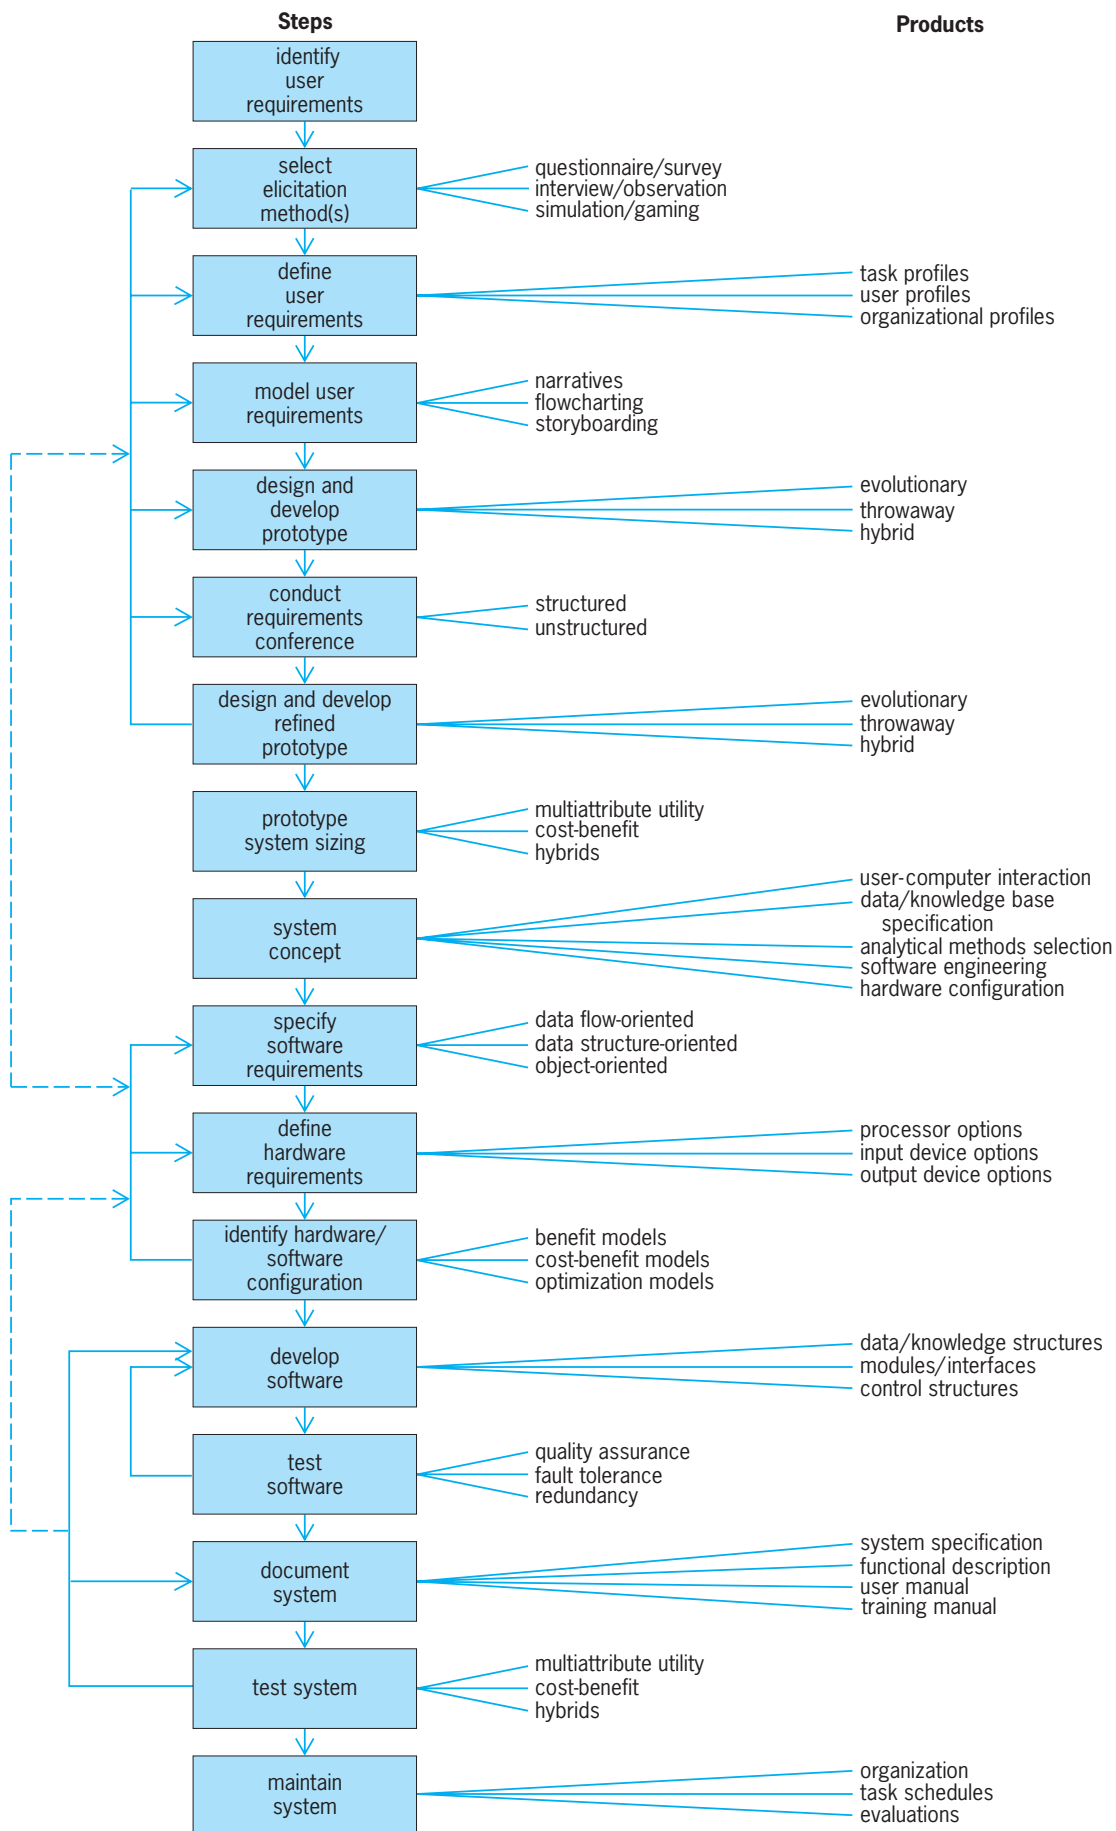 Steps
Products
identify
user
requirements
select
elicitation
method(s)
questionnaire/survey
interview/observation
simulation/gaming
define
user
requirements
task profiles
user profiles
organizational profiles
model user
requirements
narratives
flowcharting
storyboarding
design and
develop
prototype
evolutionary
throwaway
hybrid
conduct
requirements
conference
structured
unstructured
design and develop
refined
prototype
evolutionary
throwaway
hybrid
prototype
system sizing
multiattribute utility
cost-benefit
hybrids
system
concept
user-computer interaction
data/knowledge base
specification
analytical methods selection
software engineering
hardware configuration
specify
software
requirements
data flow-oriented
data structure-oriented
object-oriented
define
hardware
requirements
processor options
input device options
output device options
identify hardware/
software
configuration
benefit models
cost-benefit models
optimization models
develop
software
data/knowledge structures
modules/interfaces
control structures
test
software
quality assurance
fault tolerance
redundancy
document
system
system specification
functional description
user manual
training manual
test system
multiattribute utility
cost-benefit
hybrids
maintain
system
organization
task schedules
evaluations